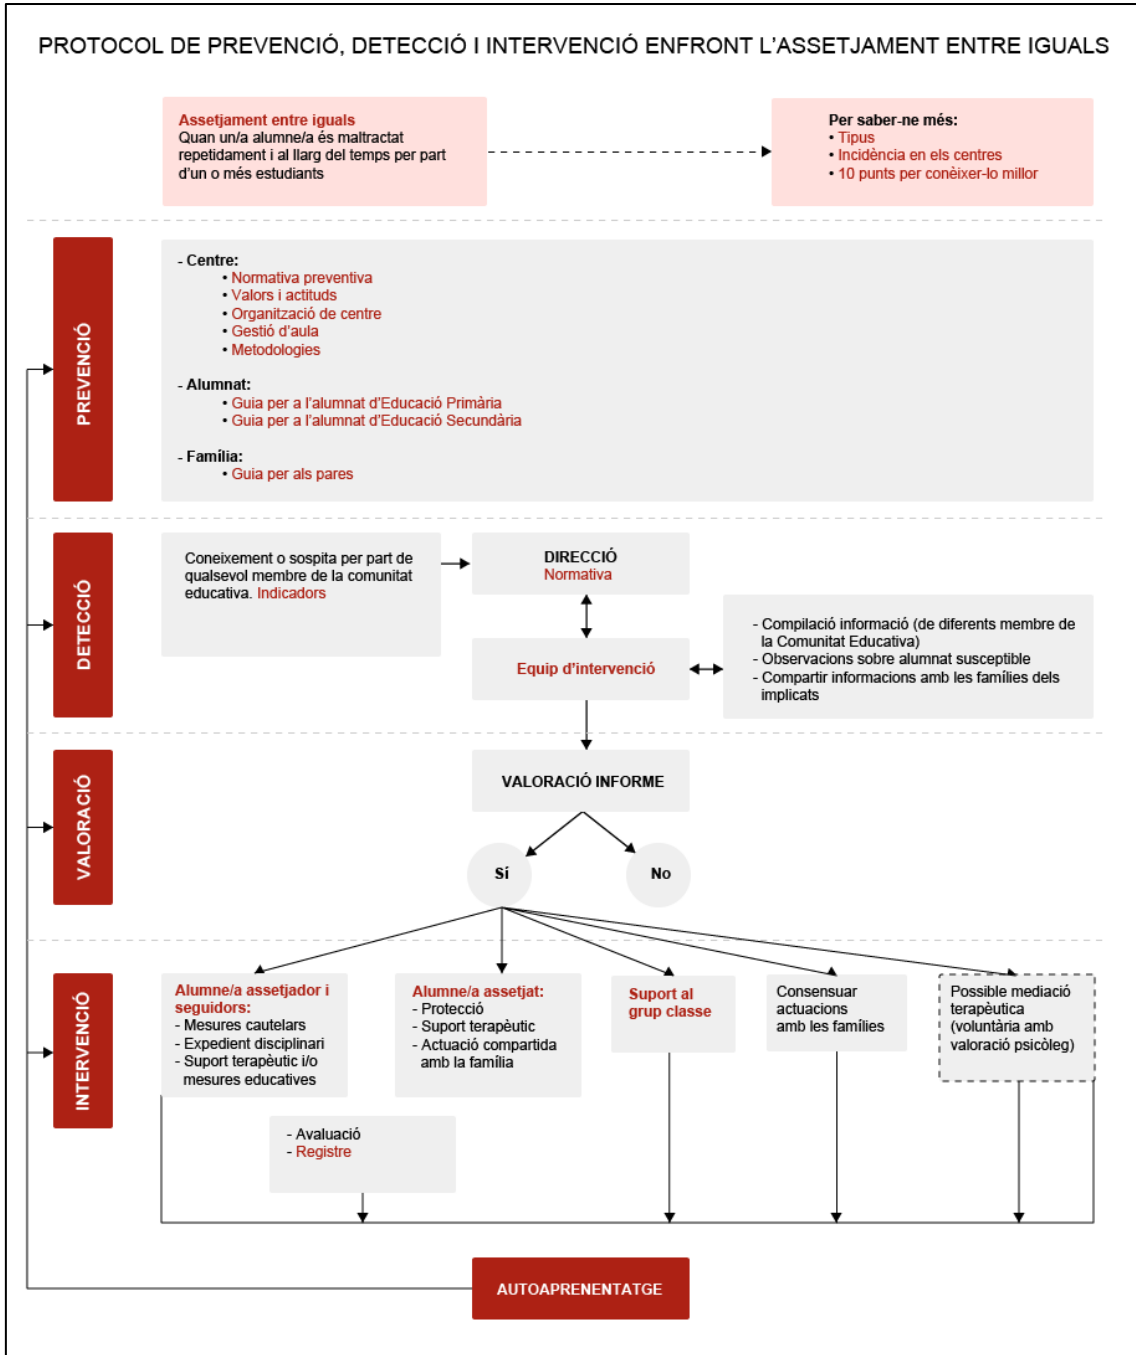 PROTOCOL DE PREVENCIÓ, DETECCIÓ I INTERVENCIÓ ENFRONT L'ASSETJAMENT ENTRE IGUALS
Assetjament entre iguals
Quan un/a alumne/a és maltractat
repetidament i al llarg del temps per part
d'un o més estudiants
Per saber-ne més:
• Tipus
• Incidència en els centres
• 10 punts per conèixer-lo millor
PREVENCIÓ
- Centre:
• Normativa preventiva
• Valors i actituds
• Organització de centre
• Gestió d'aula
• Metodologies
- Alumnat:
• Guia per a l'alumnat d'Educació Primària
• Guia per a l'alumnat d'Educació Secundària
- Família:
• Guia per als pares
DETECCIÓ
Coneixement o sospita per part de
qualsevol membre de la comunitat
educativa. Indicadors
DIRECCIÓ
Normativa
Equip d'intervenció
- Compilació informació (de diferents membre de
la Comunitat Educativa)
- Observacions sobre alumnat susceptible
- Compartir informacions amb les famílies dels
implicats
VALORACIÓ
VALORACIÓ INFORME
Sí
No
INTERVENCIÓ
Alumne/a assetjador i
seguidors:
- Mesures cautelars
- Expedient disciplinari
- Suport terapèutic i/o
mesures educatives
Alumne/a assetjat:
- Protecció
- Suport terapèutic
- Actuació compartida
amb la família
Suport al
grup classe
Consensuar
actuacions
amb les famílies
Possible mediació
terapèutica
(voluntària amb
valoració psicòleg)
- Avaluació
- Registre
AUTOAPRENENTATGE